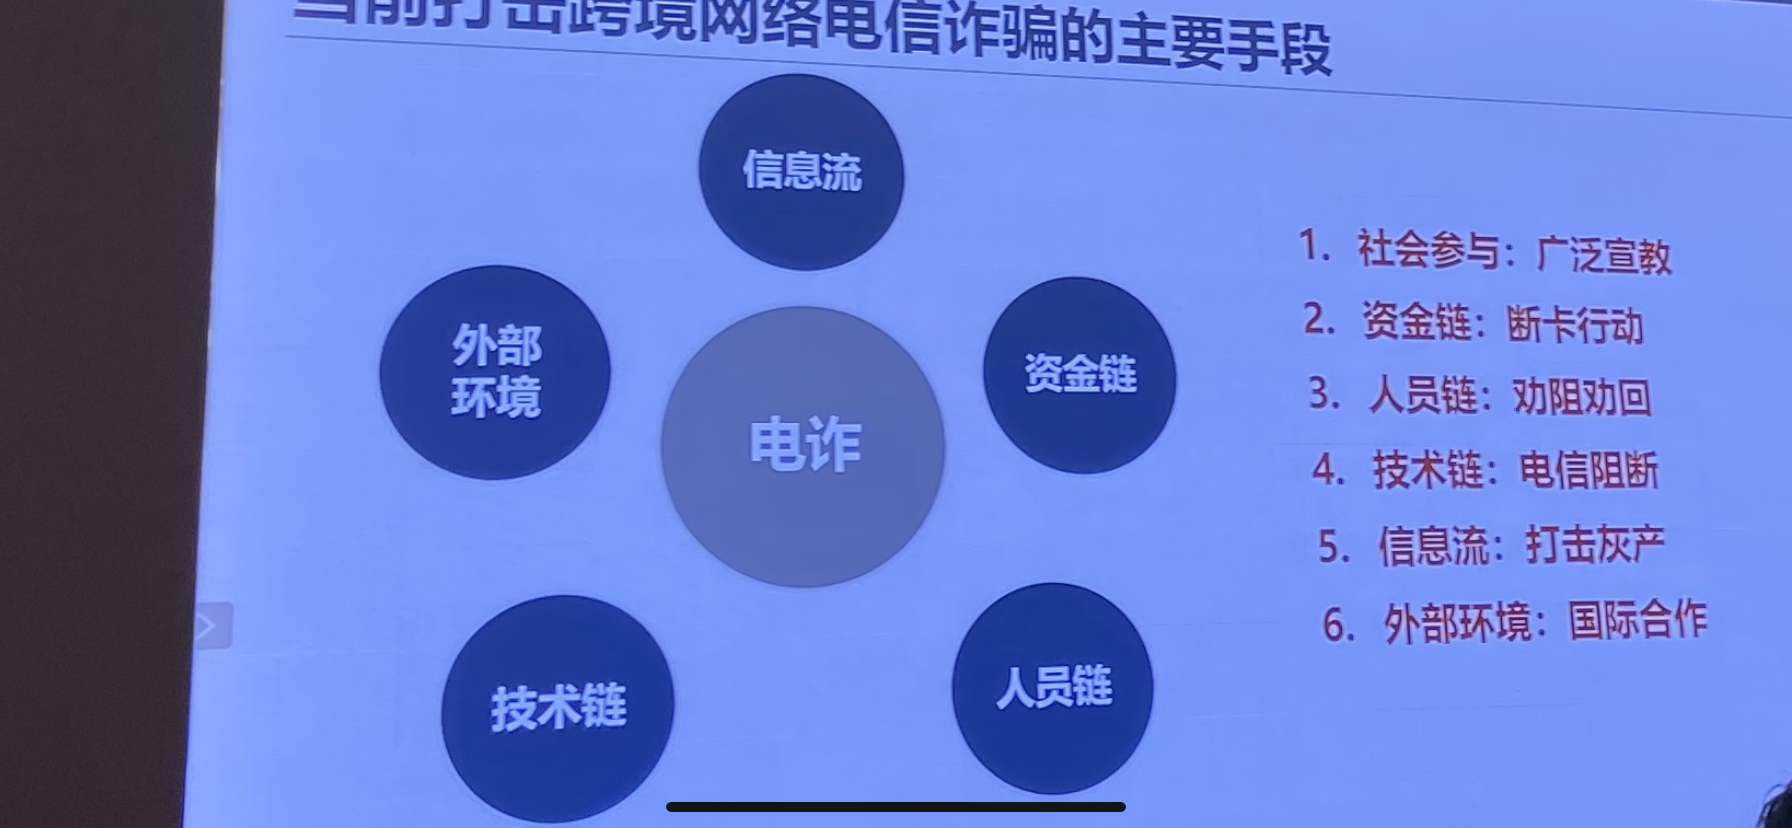 当前打击跨境网络电信诈骗的主要手段
信息流
外部
环境
资金链
电诈
技术链
人员链
1. 社会参与：广泛宣教
2. 资金链：断卡行动
3. 人员链：劝阻劝回
4. 技术链：电信阻断
5. 信息流：打击灰产
6. 外部环境：国际合作